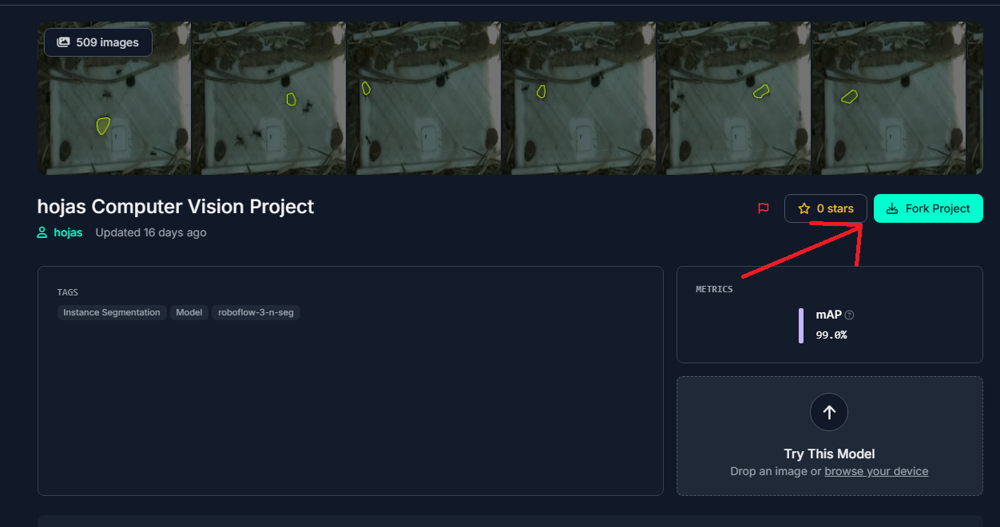 509 images
hojas Computer Vision Project
0 stars
Fork Project
hojas Updated 16 days ago
TAGS
Instance Segmentation Model roboflow-3-n-seg
METRICS
mAP
99.0%
Try This Model
Drop an image or browse your device